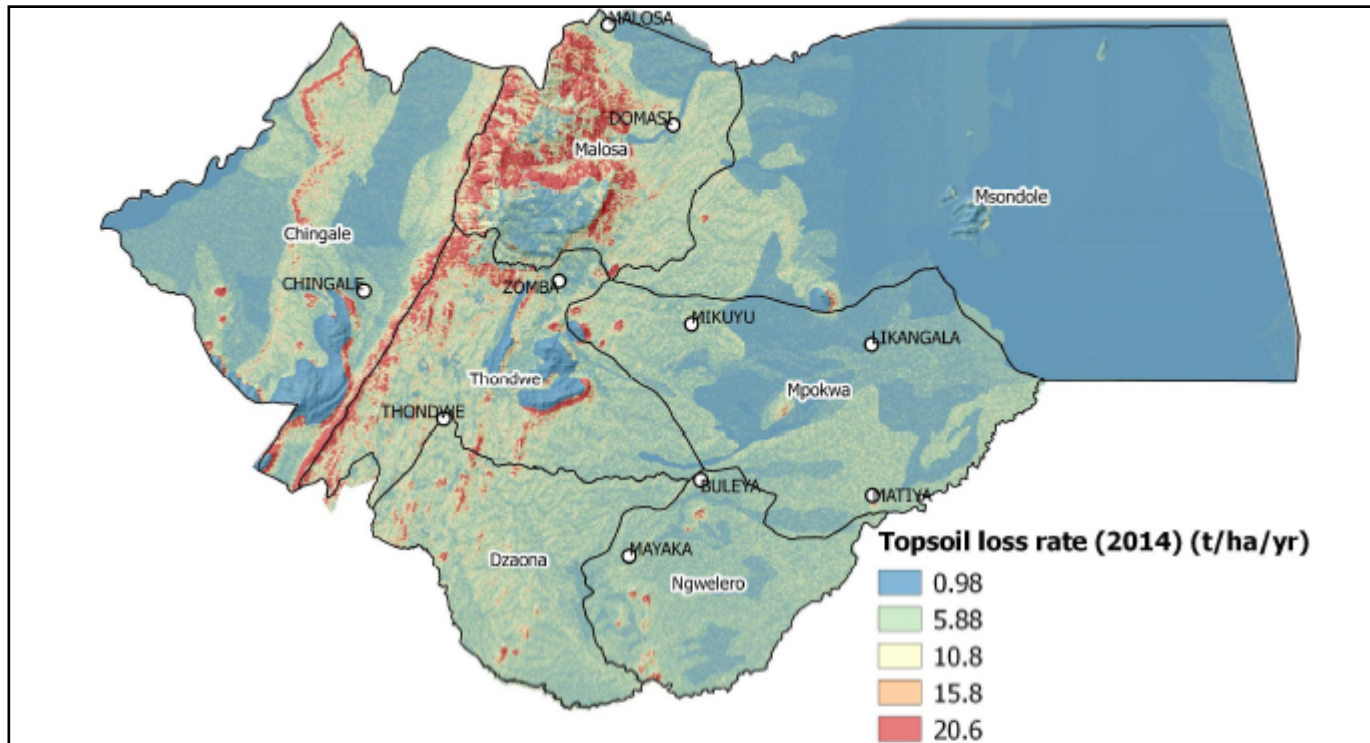 MALOSA
DOMASI
Malosa
Msondole
Chingale
CHINGALE
ZOMBA
MIKUYU
LIKANGALA
Thondwe
Mpokwa
THONDWE
BULEYA
MATIYA
Topsoil loss rate (2014) (t/ha/yr)
MAYAKA
Dzaona
Ngwelero
0.98
5.88
10.8
15.8
20.6